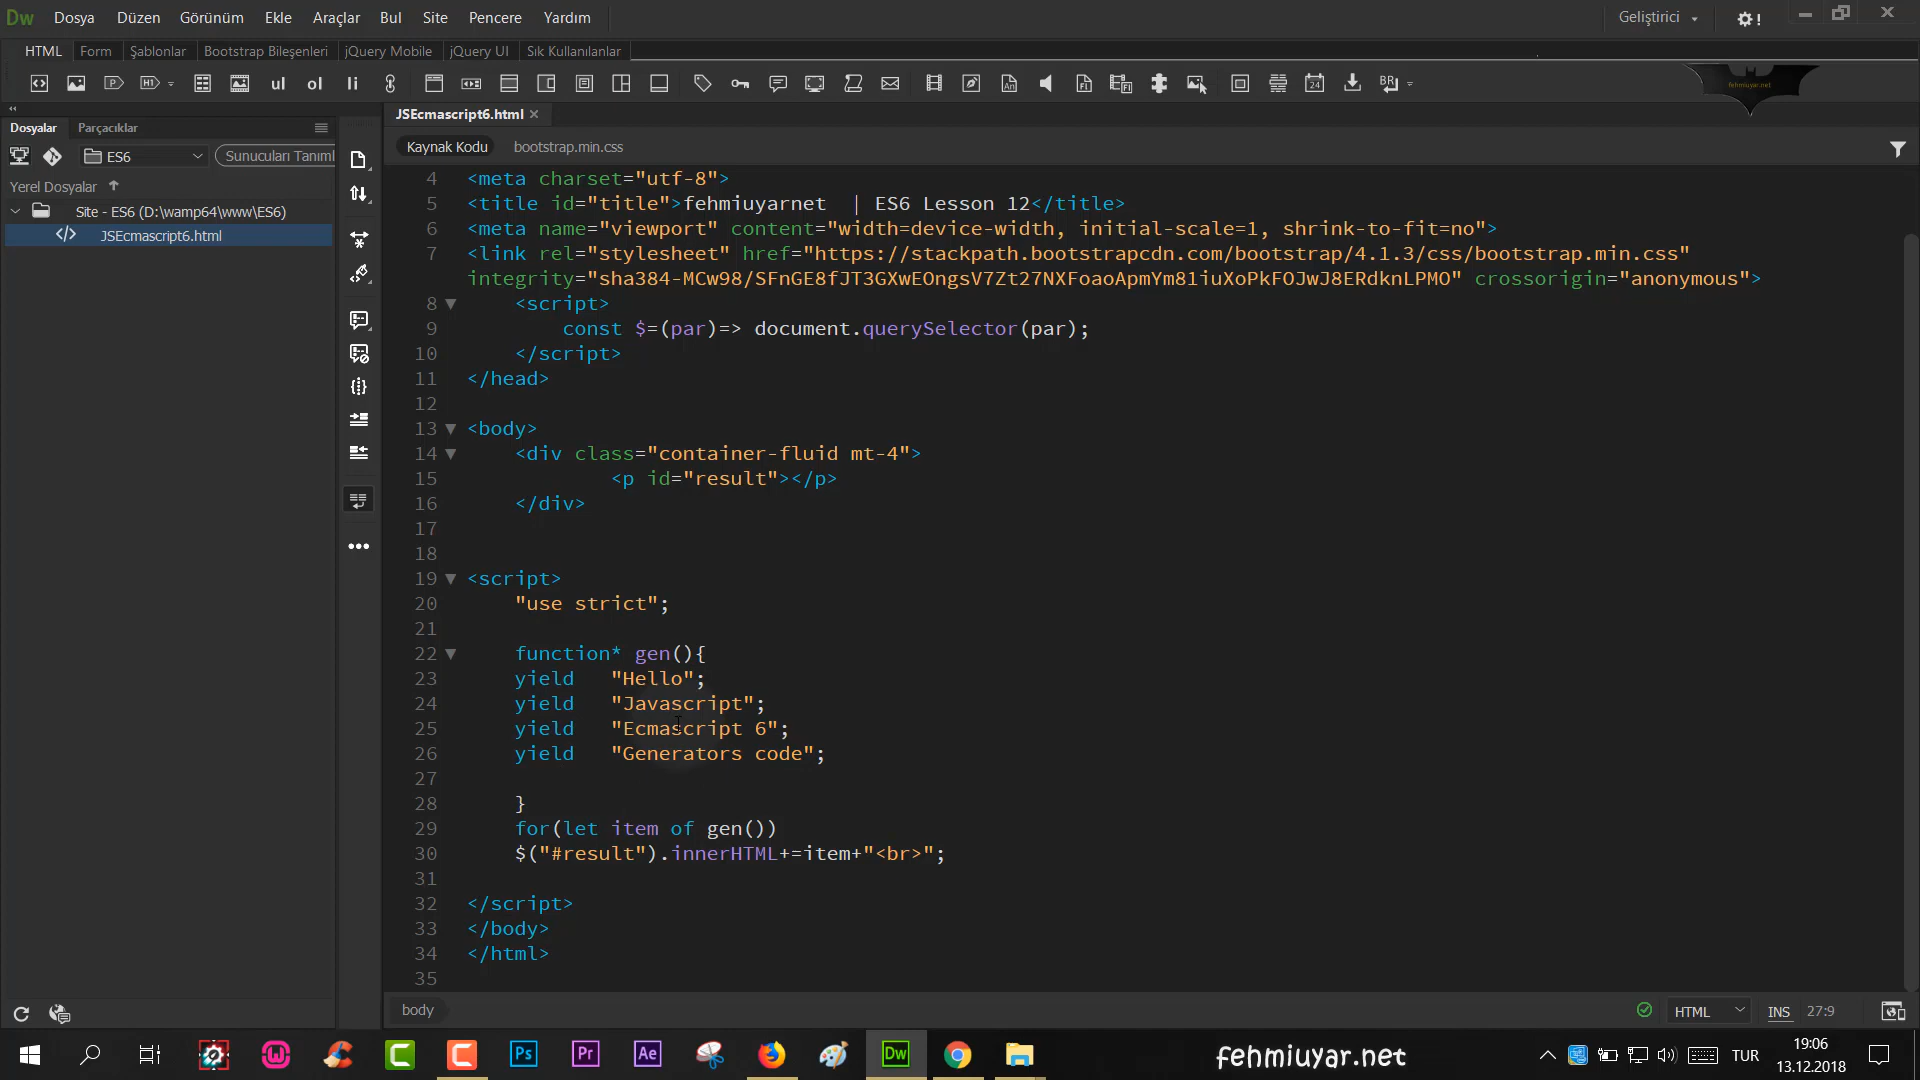 Dw Dosya Düzen Görünüm Ekle Araçlar Bul Site Pencere Yardım Geliştirici
HTML Form Şablonlar Bootstrap Bileşenleri jQuery Mobile jQuery UI Sık Kullanılanlar
ul ol li
fehmiuyar.net
Dosyalar Parçacıklar
JSEcmascript6.html
ES6 Sunucuları Tanıml
Kaynak Kodu bootstrap.min.css
Yerel Dosyalar
Site - ES6 (D:\wamp64\www\ES6)
JSEcmascript6.html
4 <meta charset="utf-8">
5 <title id="title">fehmiuyarnet  | ES6 Lesson 12</title>
6 <meta name="viewport" content="width=device-width, initial-scale=1, shrink-to-fit=no">
7 <link rel="stylesheet" href="https://stackpath.bootstrapcdn.com/bootstrap/4.1.3/css/bootstrap.min.css"
integrity="sha384-MCw98/SFnGE8fJT3GXwEOngsV7Zt27NXFoaoApmYm81iuXoPkFOJwJ8ERdknLPMO" crossorigin="anonymous">
8 <script>
9 const $=(par)=> document.querySelector(par);
10 </script>
11 </head>
12
13 <body>
14 <div class="container-fluid mt-4">
15 <p id="result"></p>
16 </div>
17
18
19 <script>
20 "use strict";
21
22 function* gen(){
23 yield "Hello";
24 yield "Javascript";
25 yield "Ecmascript 6";
26 yield "Generators code";
27
28 }
29 for(let item of gen())
30 $("#result").innerHTML+=item+"<br>";
31
32 </script>
33 </body>
34 </html>
35
body HTML INS 27:9
Ps Pr Ae Dw fehmiuyar.net TUR 19:06
13.12.2018